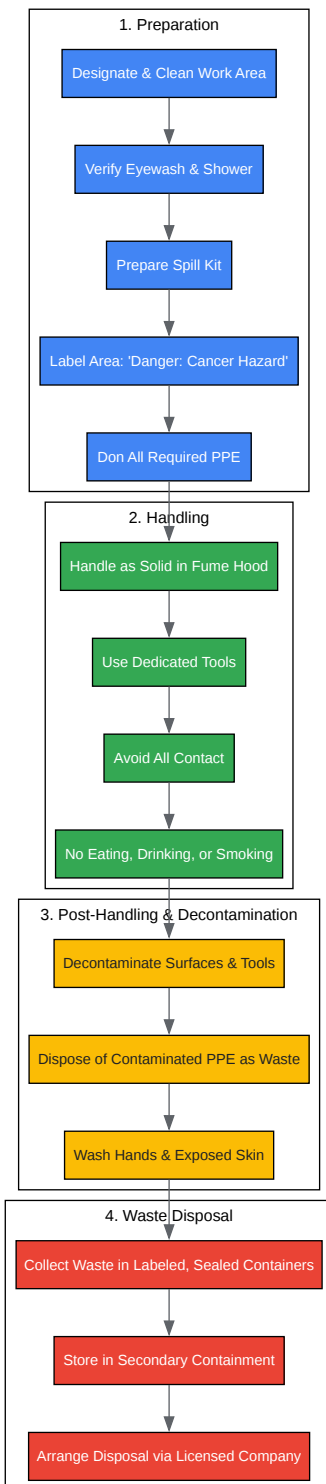 1. Preparation
Designate & Clean Work Area
Verify Eyewash & Shower
Prepare Spill Kit
Label Area: 'Danger: Cancer Hazard'
Don All Required PPE
2. Handling
Handle as Solid in Fume Hood
Use Dedicated Tools
Avoid All Contact
No Eating, Drinking, or Smoking
3. Post-Handling & Decontamination
Decontaminate Surfaces & Tools
Dispose of Contaminated PPE as Waste
Wash Hands & Exposed Skin
4. Waste Disposal
Collect Waste in Labeled, Sealed Containers
Store in Secondary Containment
Arrange Disposal via Licensed Company